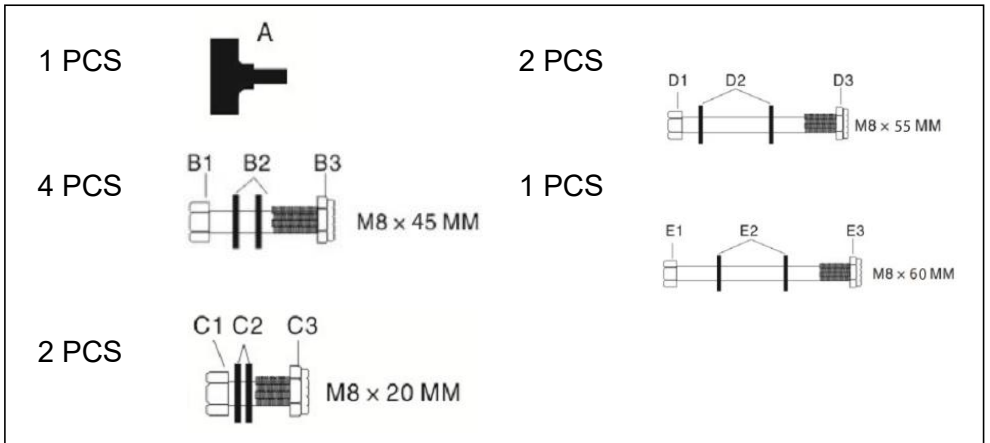 1 PCS
A
4 PCS
B1 B2 B3
M8 × 45 MM
2 PCS
C1 C2 C3
M8 × 20 MM
2 PCS
D1 D2 D3
M8 × 55 MM
1 PCS
E1 E2 E3
M8 × 60 MM